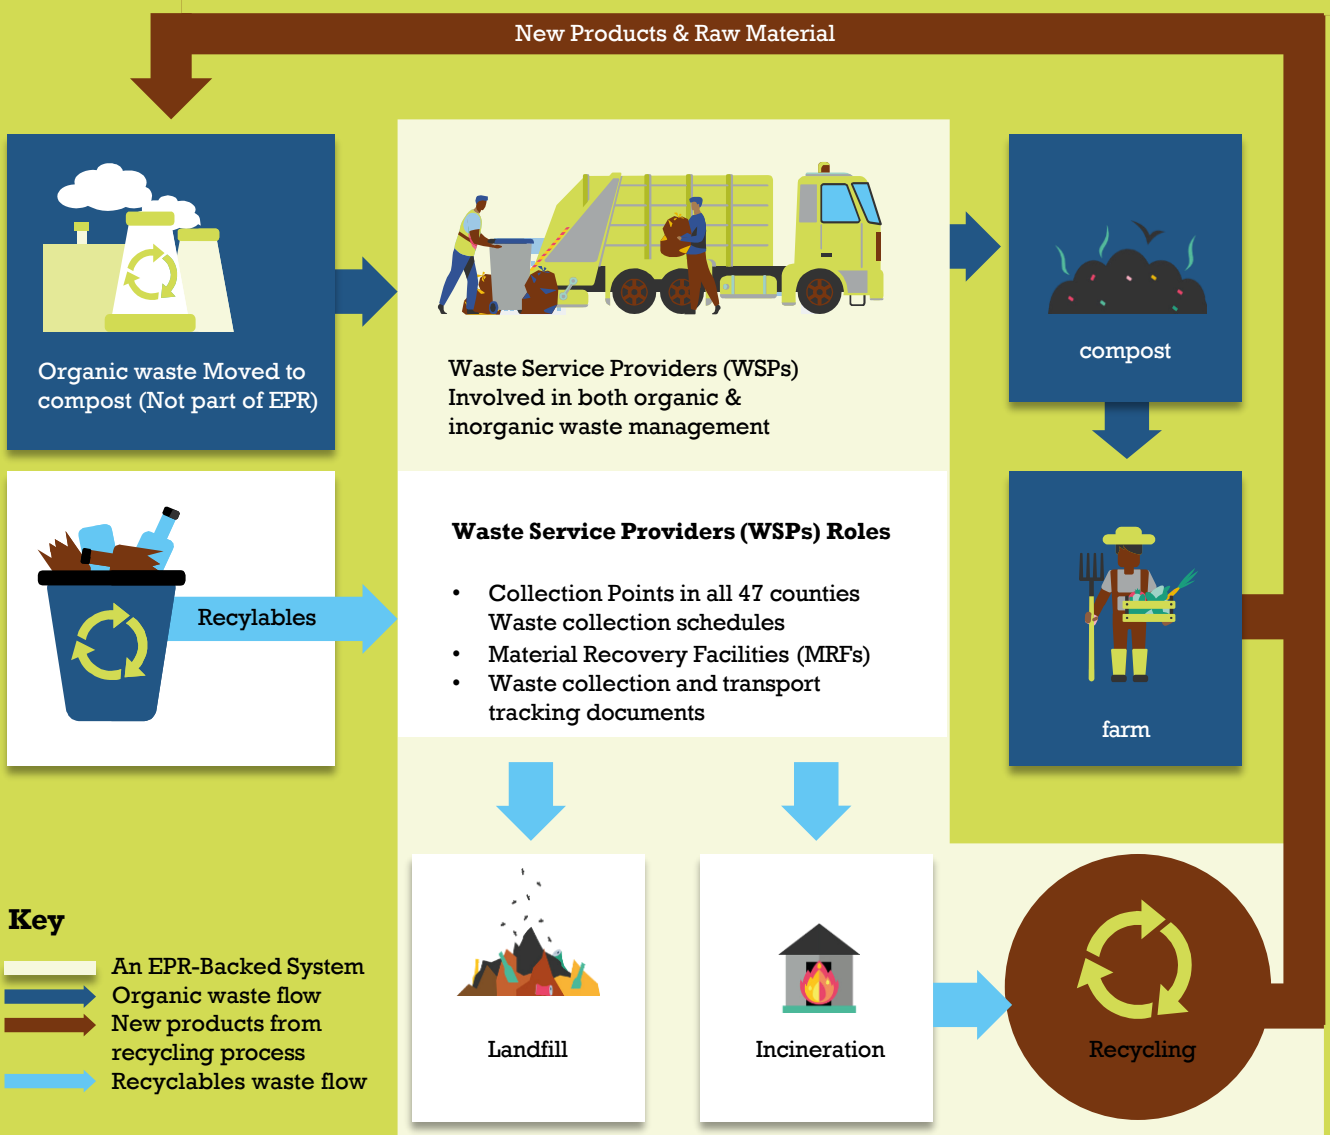 New Products & Raw Material
Organic waste Moved to
compost (Not part of EPR)
Waste Service Providers (WSPs)
Involved in both organic &
inorganic waste management
compost
Recylables
Waste Service Providers (WSPs) Roles
• Collection Points in all 47 counties
Waste collection schedules
• Material Recovery Facilities (MRFs)
• Waste collection and transport
tracking documents
farm
Landfill
Incineration
Recycling
Key
An EPR-Backed System
Organic waste flow
New products from
recycling process
Recyclables waste flow